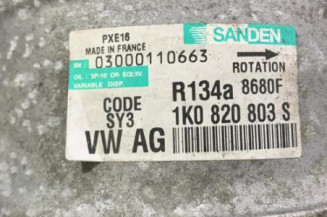 PXE16
MADE IN FRANCE
SANDEN
SN : 03000110663
OIL : SP-10 OR EQUIV.
VARIABLE DISP.
ROTATION
R134a 8680F
CODE
SY3
1K0 820 803 S
VW AG